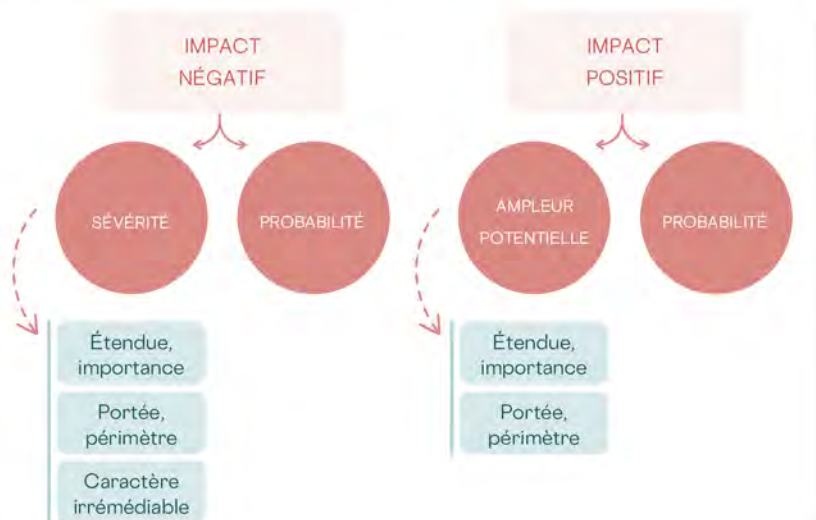 IMPACT
NÉGATIF
SÉVÉRITÉ
PROBABILITÉ
Étendue,
importance
Portée,
périmètre
Caractère
irrémédiable
IMPACT
POSITIF
AMPLEUR
POTENTIELLE
PROBABILITÉ
Étendue,
importance
Portée,
périmètre